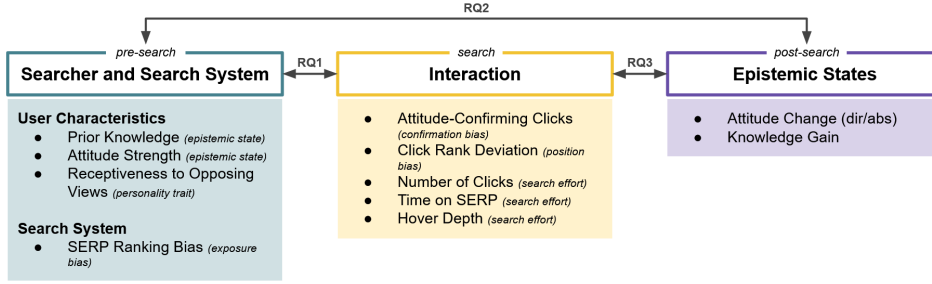 RQ2
pre-search
Searcher and Search System
RQ1
search
Interaction
RQ3
post-search
Epistemic States
User Characteristics
● Prior Knowledge (epistemic state)
● Attitude Strength (epistemic state)
● Receptiveness to Opposing
Views (personality trait)
Search System
● SERP Ranking Bias (exposure
bias)
● Attitude-Confirming Clicks
(confirmation bias)
● Click Rank Deviation (position
bias)
● Number of Clicks (search effort)
● Time on SERP (search effort)
● Hover Depth (search effort)
● Attitude Change (dir/abs)
● Knowledge Gain